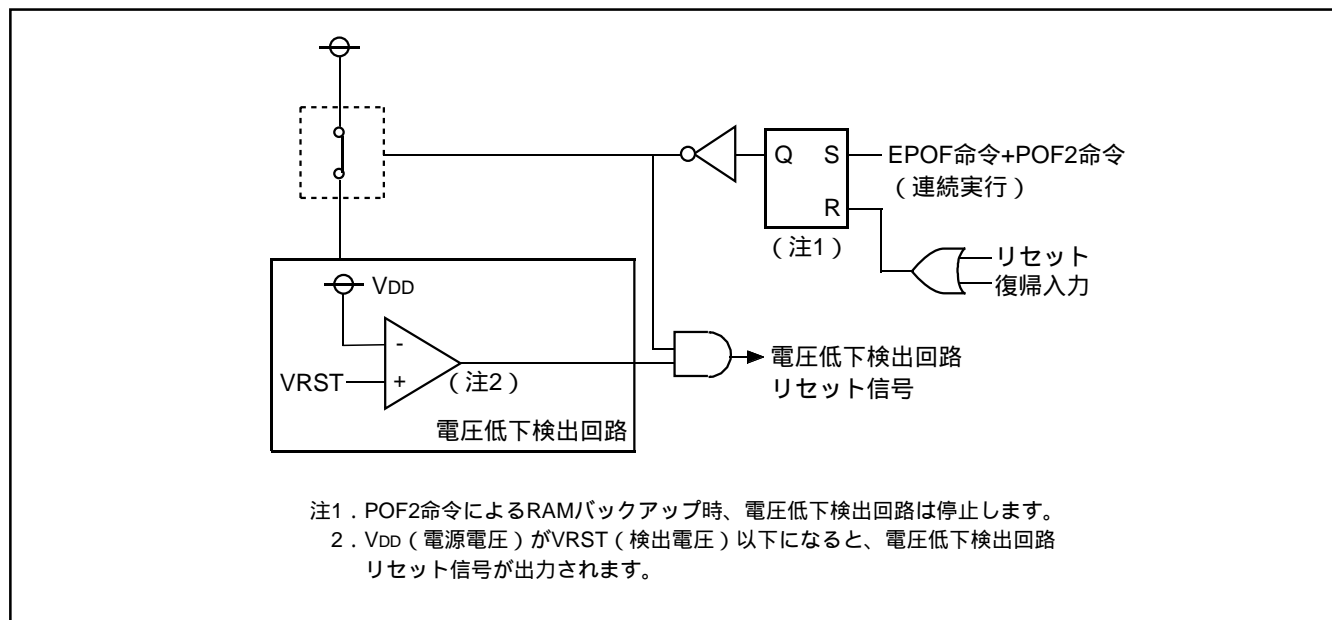 Q S
EPOF命令+POF2命令
（連続実行）
R
（注1）
リセット
復帰入力
VDD
-
VRST
+
（注2）
電圧低下検出回路
電圧低下検出回路
リセット信号
注1．POF2命令によるRAMバックアップ時、電圧低下検出回路は停止します。
2．VDD（電源電圧）がVRST（検出電圧）以下になると、電圧低下検出回路
リセット信号が出力されます。